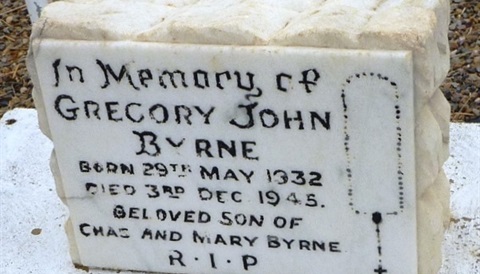 In Memory of
GREGORY JOHN
BYRNE
BORN 29TH MAY 1932
DIED 3RD DEC 1945.
BELOVED SON OF
CHAS AND MARY BYRNE
R·I·P